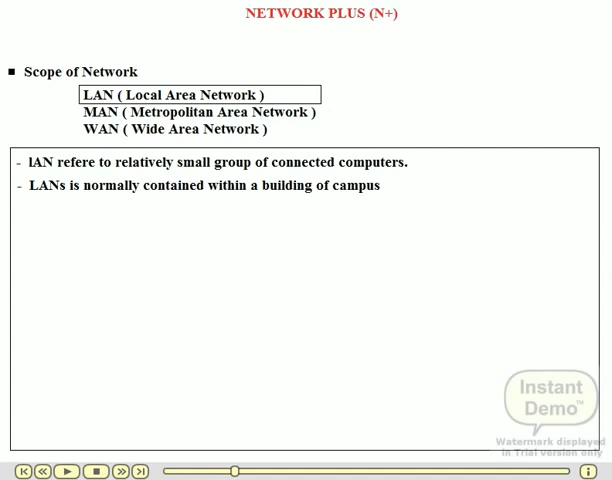 NETWORK PLUS (N+)
Scope of Network
LAN ( Local Area Network )
MAN ( Metropolitan Area Network )
WAN ( Wide Area Network )
- lAN refere to relatively small group of connected computers.
- LANs is normally contained within a building of campus
Instant
Demo™
Watermark displayed
in Trial version only